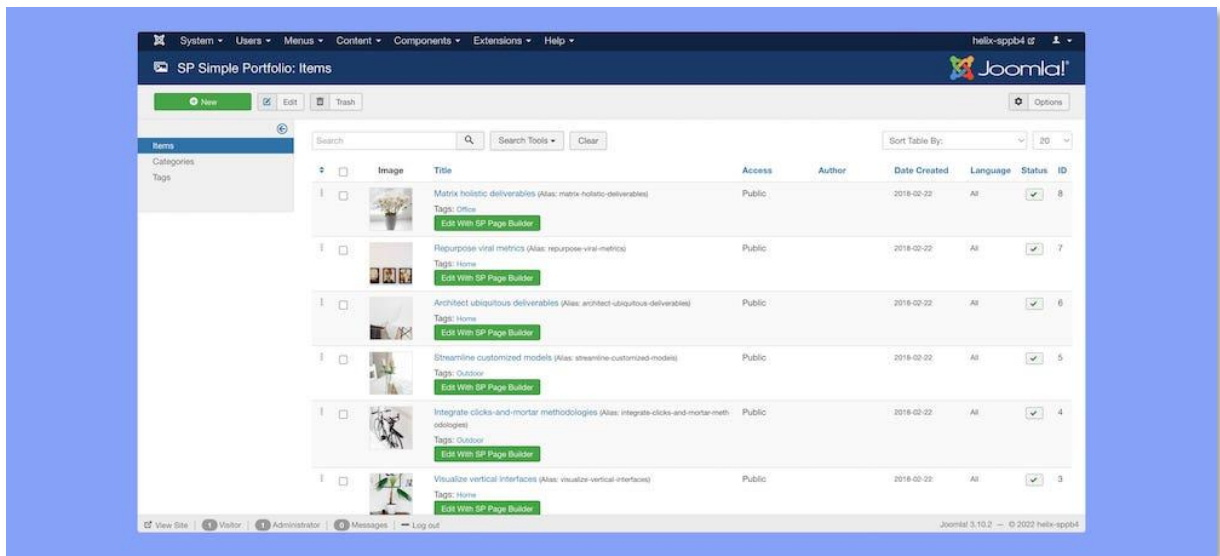 System Users Menus Content Components Extensions Help helix-sppb4
SP Simple Portfolio: Items Joomla!®
New Edit Trash Options
Items
Categories
Tags
Search Search Tools Clear Sort Table By: 20
Image Title Access Author Date Created Language Status ID
Matrix holistic deliverables (Alias: matrix-holistic-deliverables) Public 2018-02-22 All 8
Tags: Office
Edit With SP Page Builder
Repurpose viral metrics (Alias: repurpose-viral-metrics) Public 2018-02-22 All 7
Tags: Home
Edit With SP Page Builder
Architect ubiquitous deliverables (Alias: architect-ubiquitous-deliverables) Public 2018-02-22 All 6
Tags: Home
Edit With SP Page Builder
Streamline customized models (Alias: streamline-customized-models) Public 2018-02-22 All 5
Tags: Outdoor
Edit With SP Page Builder
Integrate clicks-and-mortar methodologies (Alias: integrate-clicks-and-mortar-meth Public 2018-02-22 All 4
odologies)
Tags: Outdoor
Edit With SP Page Builder
Visualize vertical interfaces (Alias: visualize-vertical-interfaces) Public 2018-02-22 All 3
Tags: Home
Edit With SP Page Builder
View Site | 1 Visitor | 1 Administrator | 0 Messages | Log out Joomla! 3.10.2 — © 2022 helix-sppb4